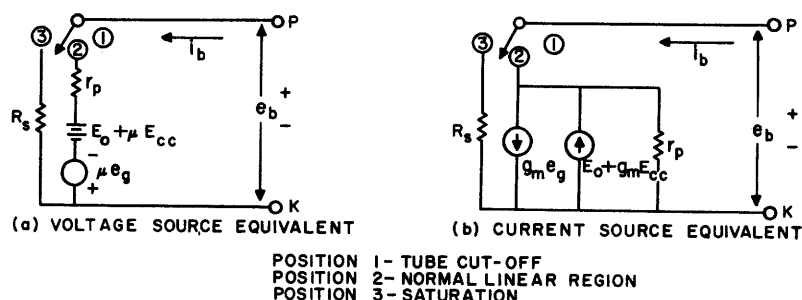 ③ ② ①
P
i_b
r_p
R_s
E_o + μ E_cc
e_b
+
-
-
μe_g
+
K
(a) VOLTAGE SOURCE EQUIVALENT
③ ② ①
P
i_b
R_s
g_m e_g
E_o + g_m E_cc
r_p
e_b
+
-
K
(b) CURRENT SOURCE EQUIVALENT
POSITION 1- TUBE CUT-OFF
POSITION 2- NORMAL LINEAR REGION
POSITION 3- SATURATION